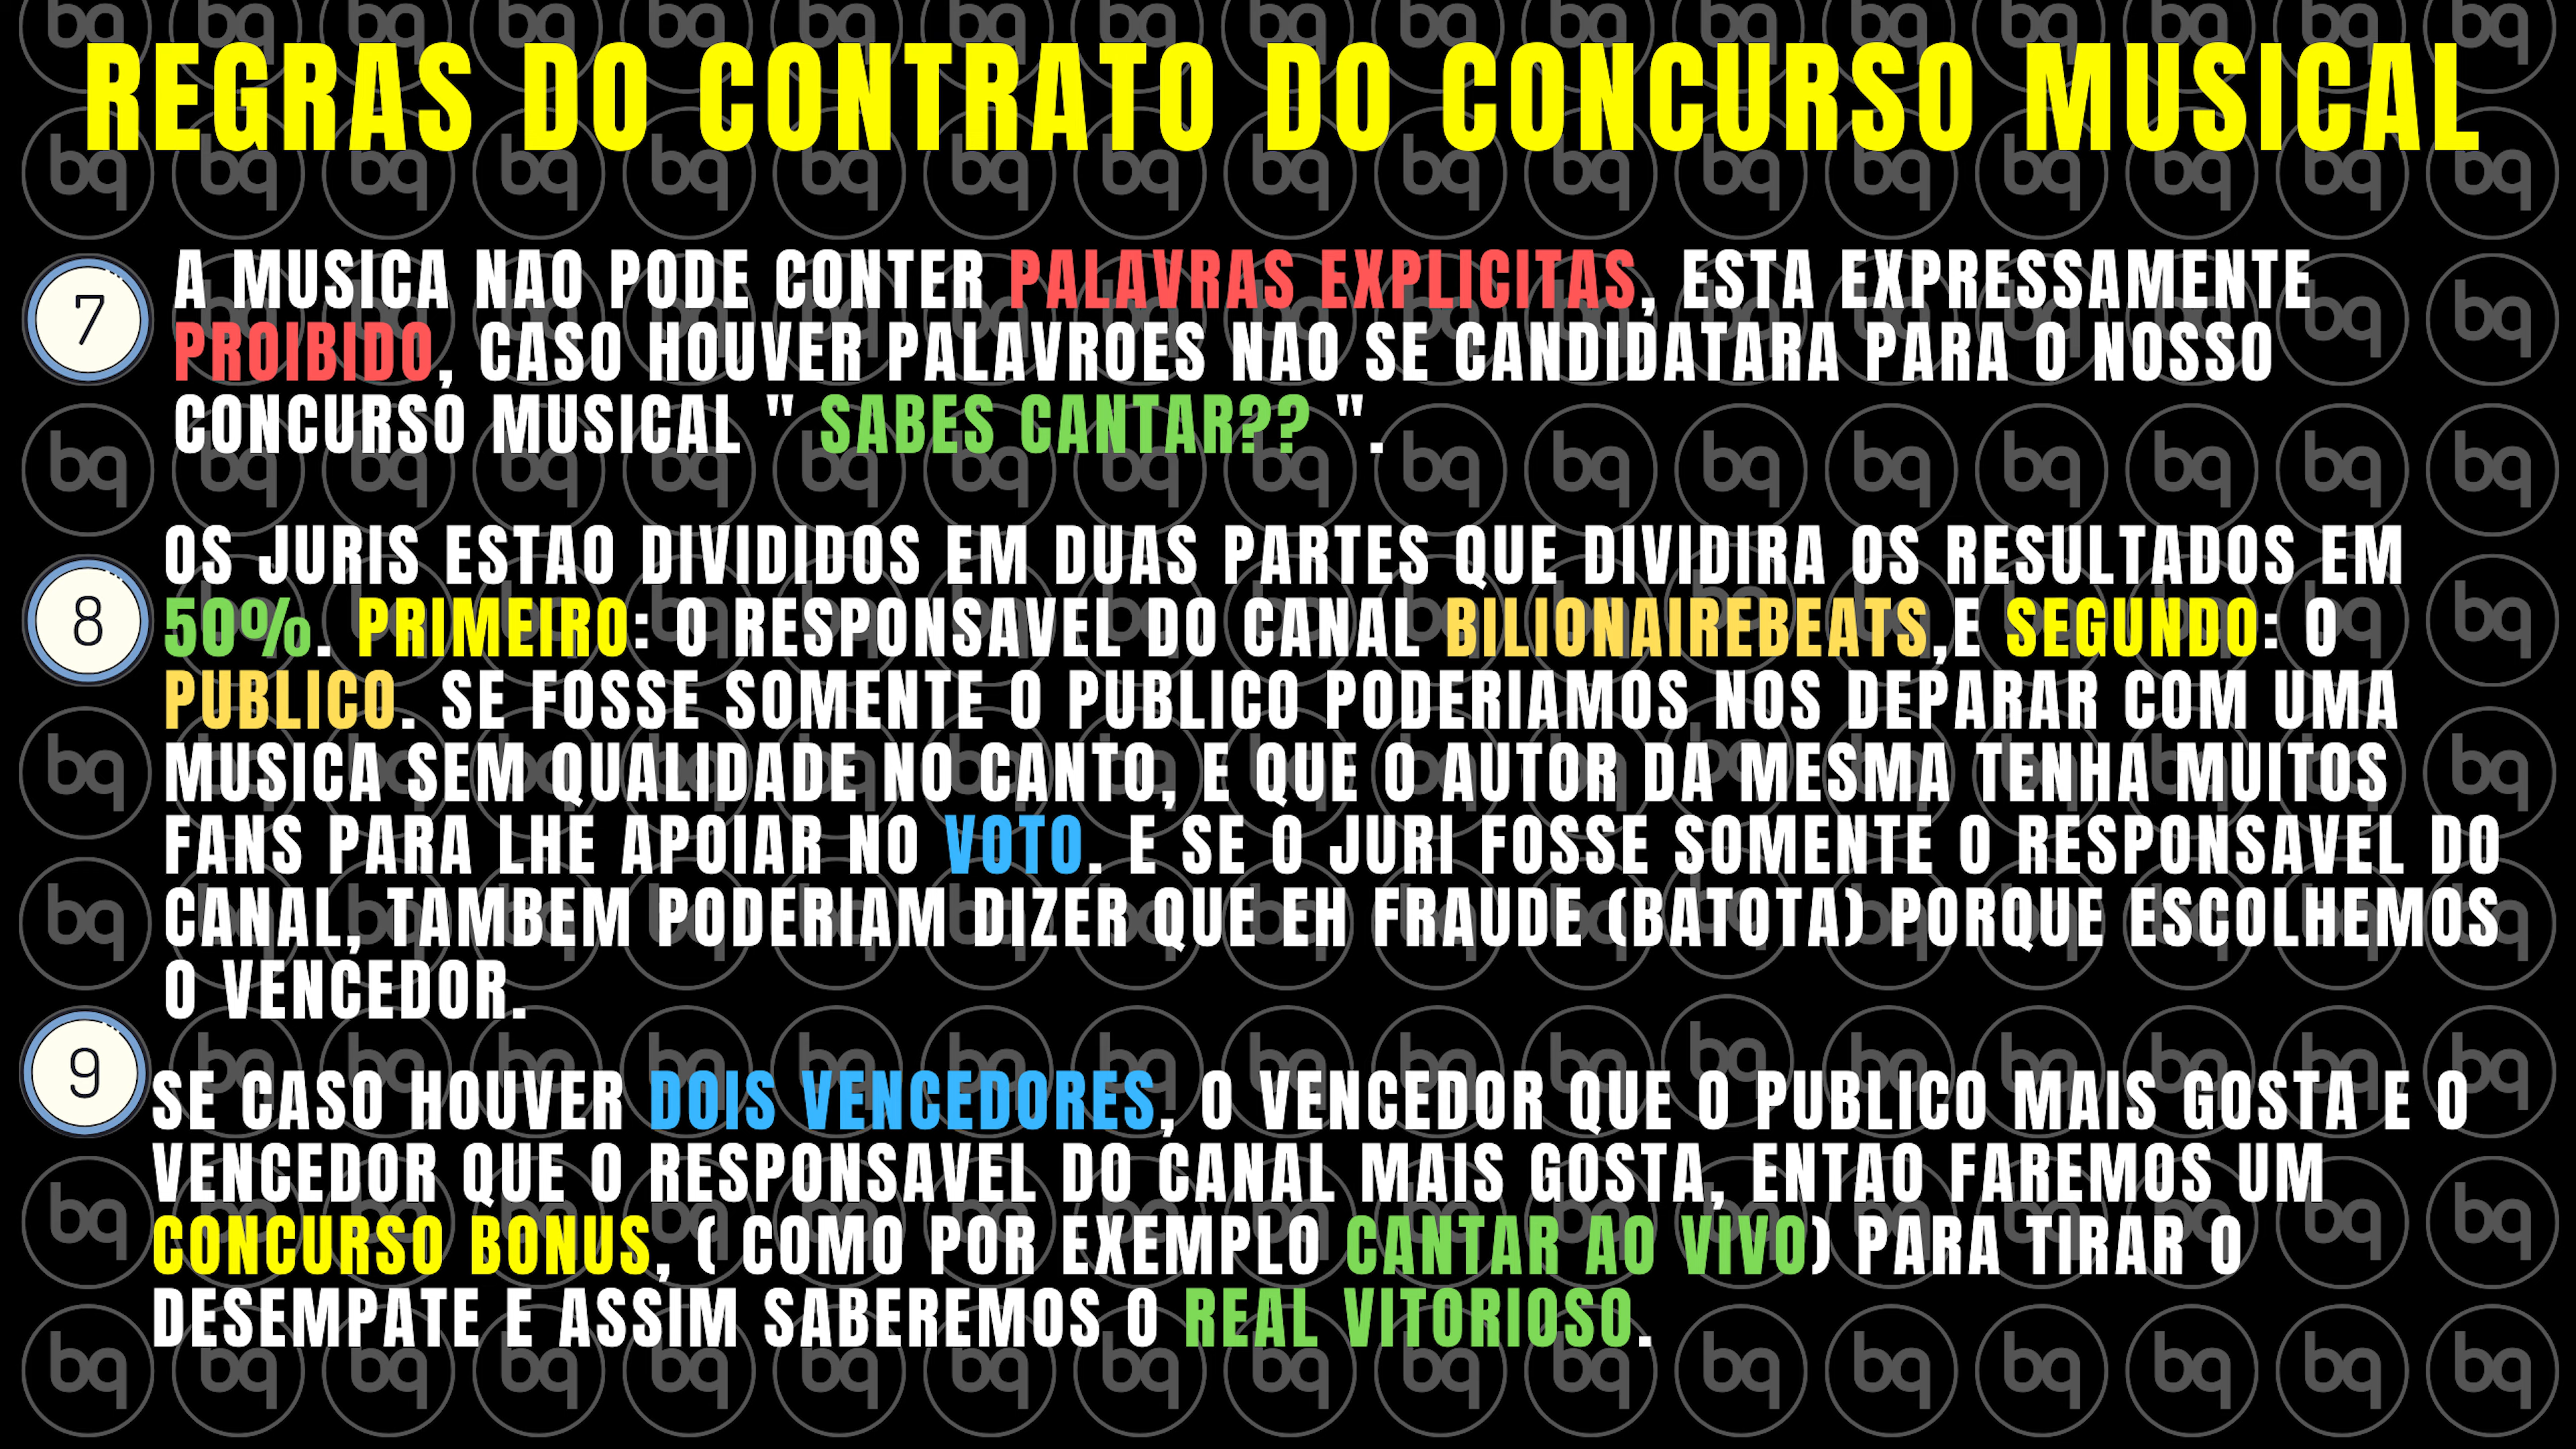 REGRAS DO CONTRATO DO CONCURSO MUSICAL
7
A MUSICA NAO PODE CONTER PALAVRAS EXPLICITAS, ESTA EXPRESSAMENTE
PROIBIDO, CASO HOUVER PALAVROES NAO SE CANDIDATARA PARA O NOSSO
CONCURSO MUSICAL " SABES CANTAR?? ".
8
OS JURIS ESTAO DIVIDIDOS EM DUAS PARTES QUE DIVIDIRA OS RESULTADOS EM
50%. PRIMEIRO: O RESPONSAVEL DO CANAL BILIONAIREBEATS,E SEGUNDO: O
PUBLICO. SE FOSSE SOMENTE O PUBLICO PODERIAMOS NOS DEPARAR COM UMA
MUSICA SEM QUALIDADE NO CANTO, E QUE O AUTOR DA MESMA TENHA MUITOS
FANS PARA LHE APOIAR NO VOTO. E SE O JURI FOSSE SOMENTE O RESPONSAVEL DO
CANAL, TAMBEM PODERIAM DIZER QUE EH FRAUDE (BATOTA) PORQUE ESCOLHEMOS
O VENCEDOR.
9
SE CASO HOUVER DOIS VENCEDORES, O VENCEDOR QUE O PUBLICO MAIS GOSTA E O
VENCEDOR QUE O RESPONSAVEL DO CANAL MAIS GOSTA, ENTAO FAREMOS UM
CONCURSO BONUS, ( COMO POR EXEMPLO CANTAR AO VIVO) PARA TIRAR O
DESEMPATE E ASSIM SABEREMOS O REAL VITORIOSO.